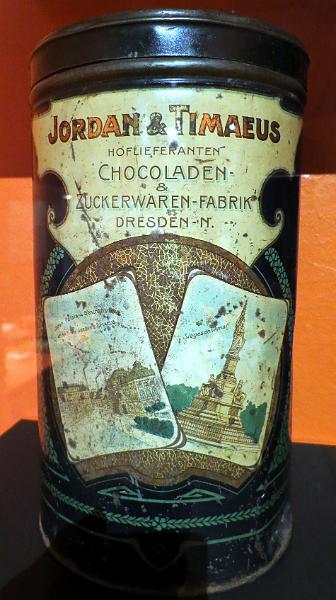 JORDAN & TIMAEUS
HOFLIEFERANTEN
CHOCOLADEN-
&
ZUCKERWAREN-FABRIK
DRESDEN-N.